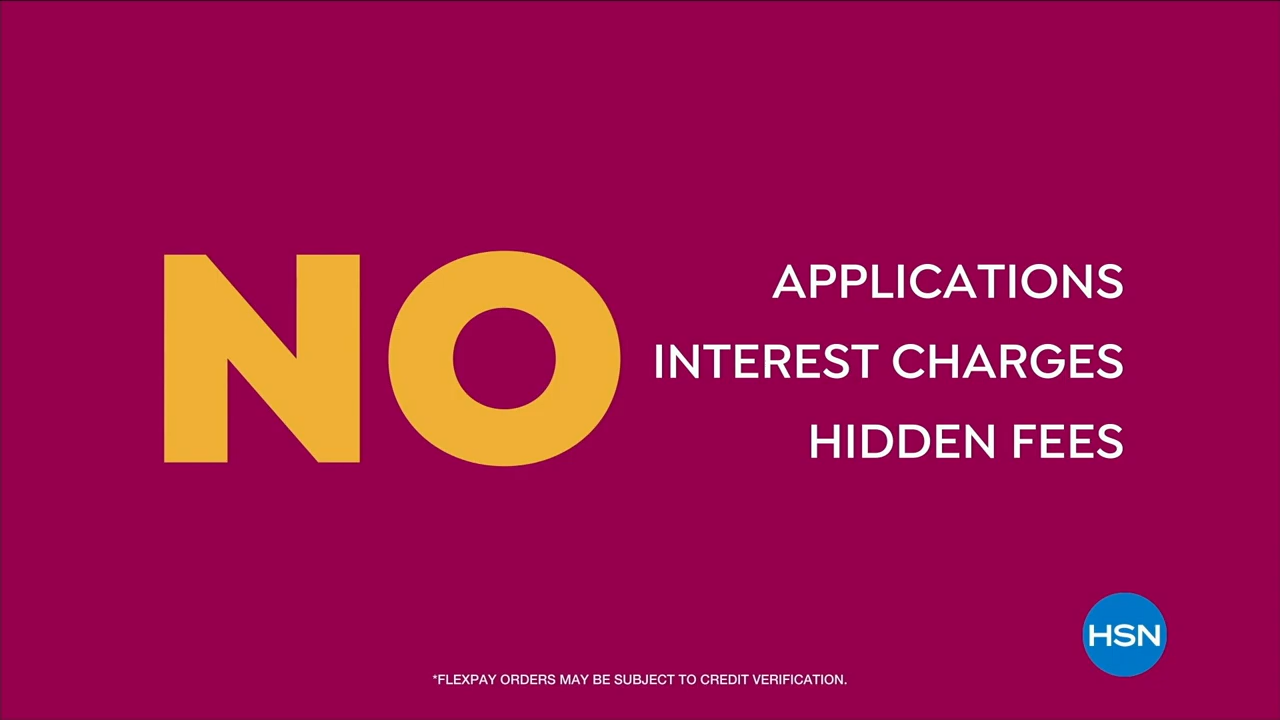 NO
APPLICATIONS
INTEREST CHARGES
HIDDEN FEES
HSN
*FLEXPAY ORDERS MAY BE SUBJECT TO CREDIT VERIFICATION.